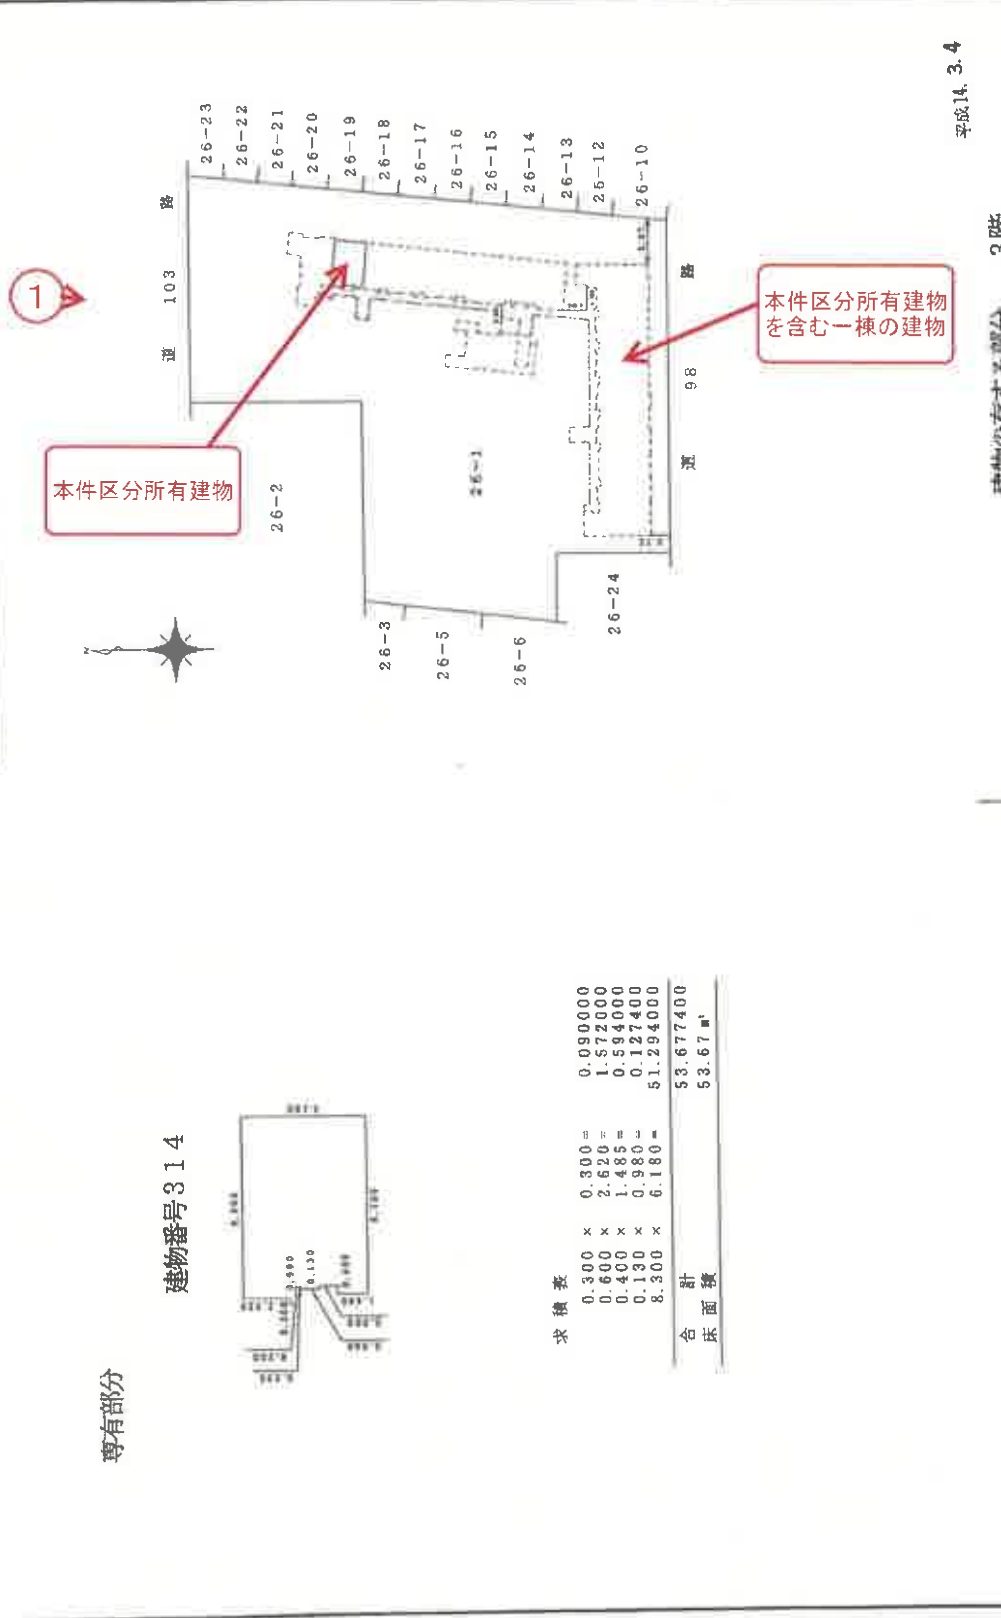 1
本件区分所有建物
本件区分所有建物
を含む一棟の建物
道 103 路
26-23
26-22
26-21
26-20
26-19
26-18
26-17
26-16
26-15
26-14
26-13
26-12
26-10
26-2
26-1
26-3
26-5
26-6
26-24
道 98 路
平成14. 3. 4
3階
専有部分
建物番号314
0.130
求積表
0.300 × 0.300= 0.090000
0.600 × 2.620= 1.572000
0.400 × 1.485= 0.594000
0.130 × 0.980= 0.127400
8.300 × 6.180= 51.294000
合計 53.677400
床面積 53.67㎡